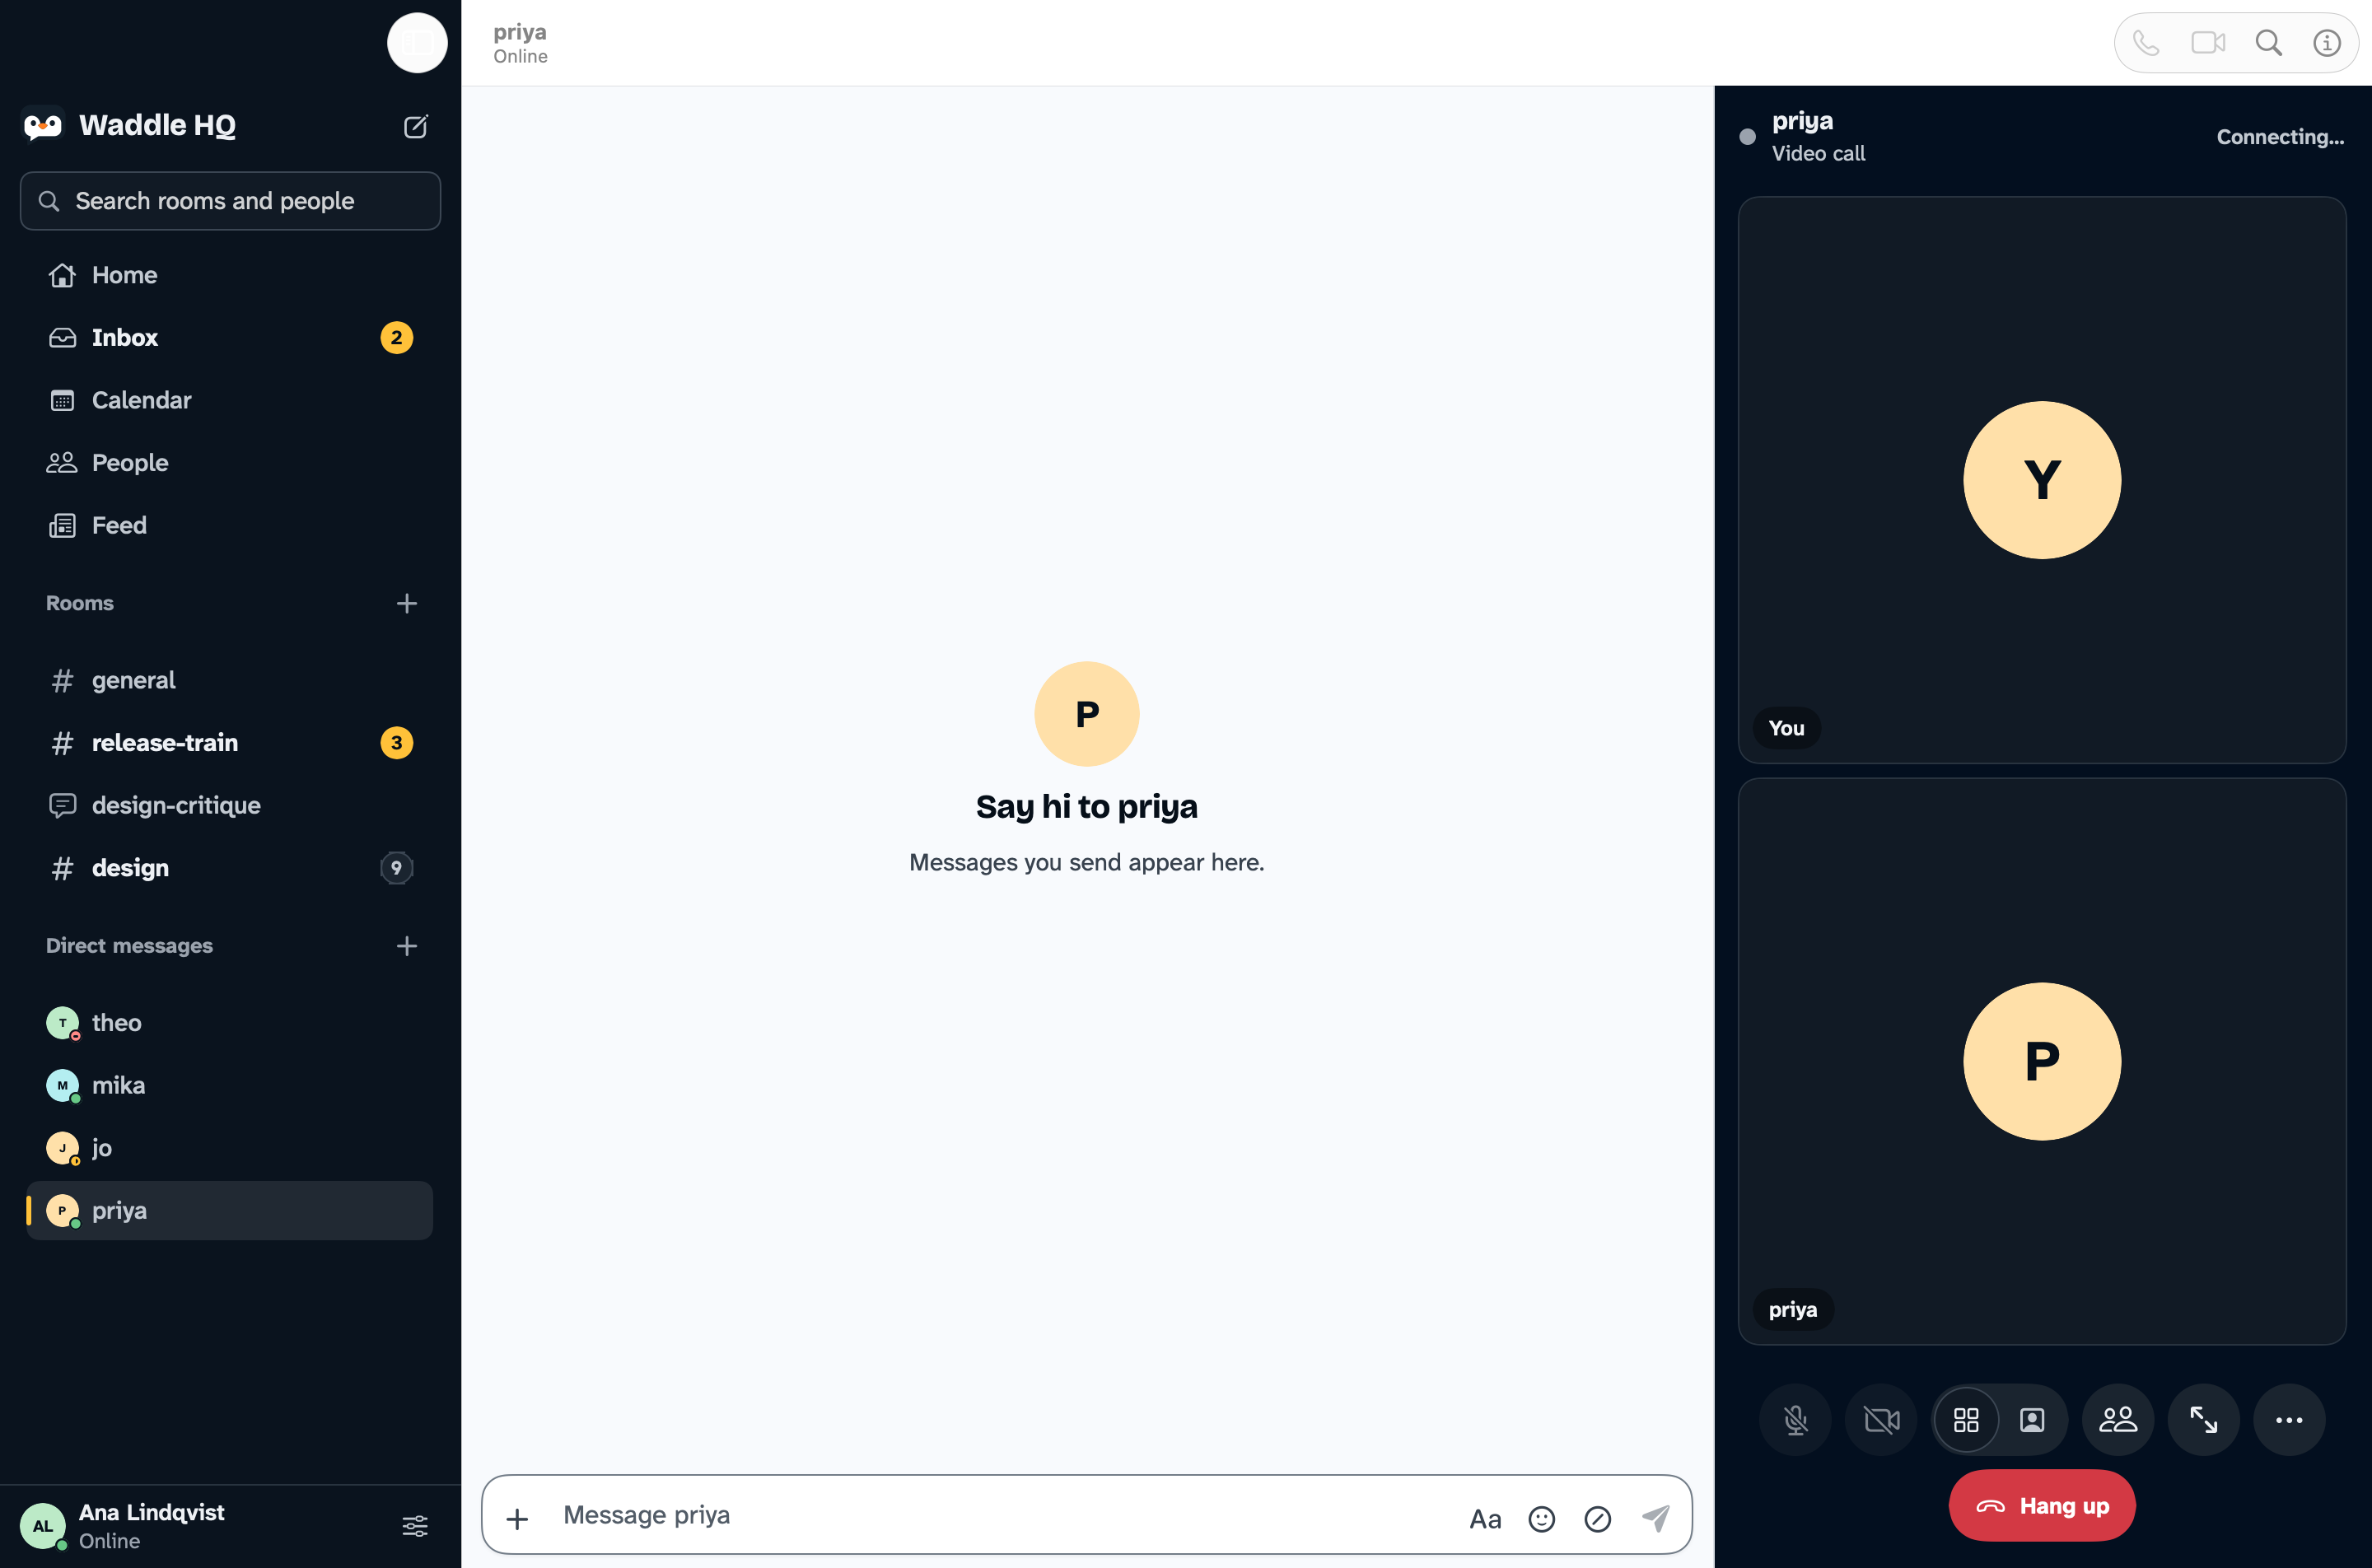 Waddle HQ
Search rooms and people
Home
Inbox 2
Calendar
People
Feed
Rooms
general
release-train 3
design-critique
design 9
Direct messages
T theo
M mika
J jo
P priya
AL Ana Lindqvist
Online
priya
Online
P
Say hi to priya
Messages you send appear here.
Message priya
Aa
priya
Video call
Connecting...
Y
You
P
priya
Hang up